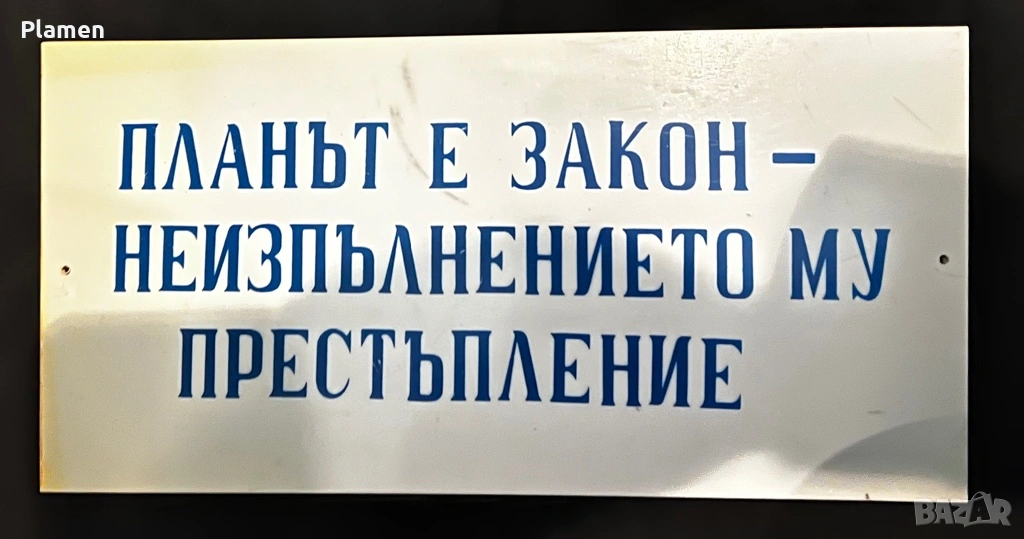 Plamen
ПЛАНЪТ Е ЗАКОН –
НЕИЗПЪЛНЕНИЕТО МУ
ПРЕСТЪПЛЕНИЕ
BAZAR